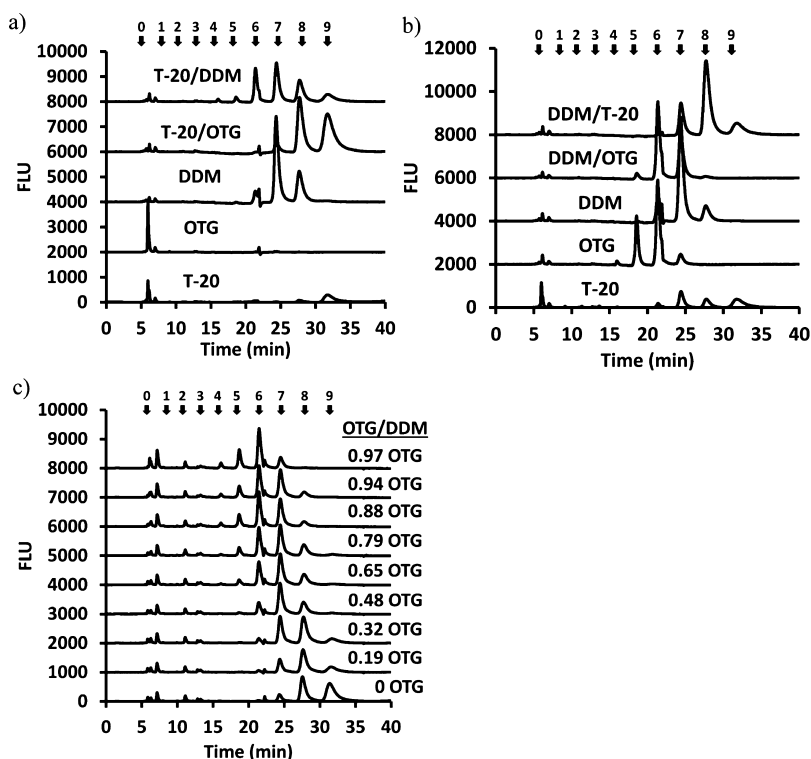 a)
0 1 2 3 4 5 6 7 8 9
10000
9000
8000
7000
6000
5000
4000
3000
2000
1000
0
FLU
T-20/DDM
T-20/OTG
DDM
OTG
T-20
0 5 10 15 20 25 30 35 40
Time (min)
b)
0 1 2 3 4 5 6 7 8 9
12000
10000
8000
6000
4000
2000
0
FLU
DDM/T-20
DDM/OTG
DDM
OTG
T-20
0 5 10 15 20 25 30 35 40
Time (min)
c)
0 1 2 3 4 5 6 7 8 9
10000
9000
8000
7000
6000
5000
4000
3000
2000
1000
0
FLU
OTG/DDM
0.97 OTG
0.94 OTG
0.88 OTG
0.79 OTG
0.65 OTG
0.48 OTG
0.32 OTG
0.19 OTG
0 OTG
0 5 10 15 20 25 30 35 40
Time (min)